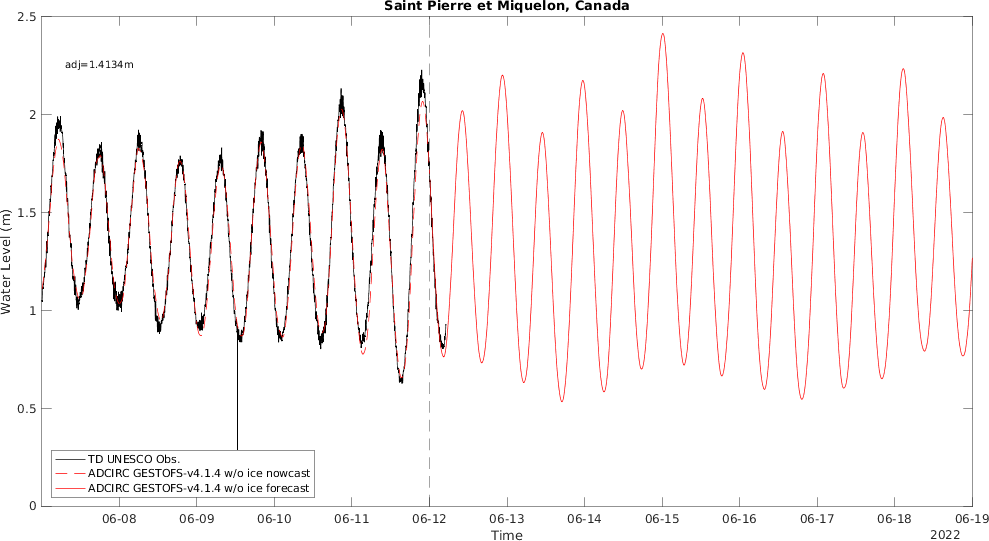 Saint Pierre et Miquelon, Canada
adj=1.4134m
Water Level (m)
2.5
2
1.5
1
0.5
0
TD UNESCO Obs.
ADCIRC GESTOFS-v4.1.4 w/o ice nowcast
ADCIRC GESTOFS-v4.1.4 w/o ice forecast
06-08 06-09 06-10 06-11 06-12 06-13 06-14 06-15 06-16 06-17 06-18 06-19
Time
2022